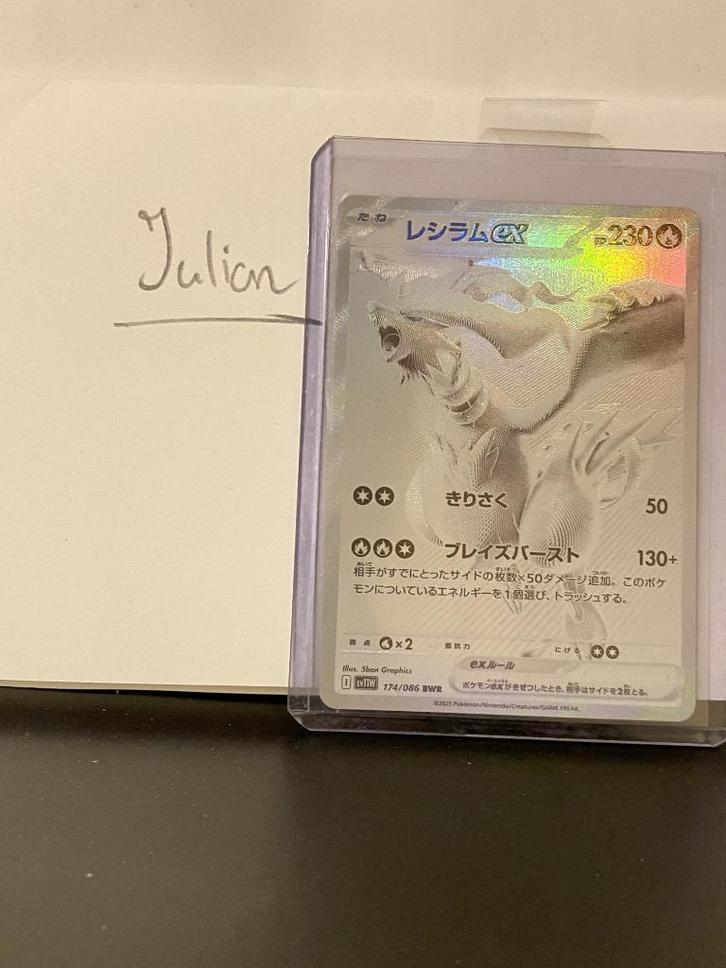 Julian
たね レシラムex HP230
きりさく 50
ブレイズバースト 130+
相手がすでにとったサイドの枚数×50ダメージ追加。このポケ
モンについているエネルギーを1個選び、トラッシュする。
弱点 ×2 抵抗力 にげる
exルール
ポケモンexがきぜつしたとき、相手はサイドを2枚とる。
Illus. 5ban Graphics
I SV11W 174/086 BWR
©2025 Pokémon/Nintendo/Creatures/GAME FREAK.